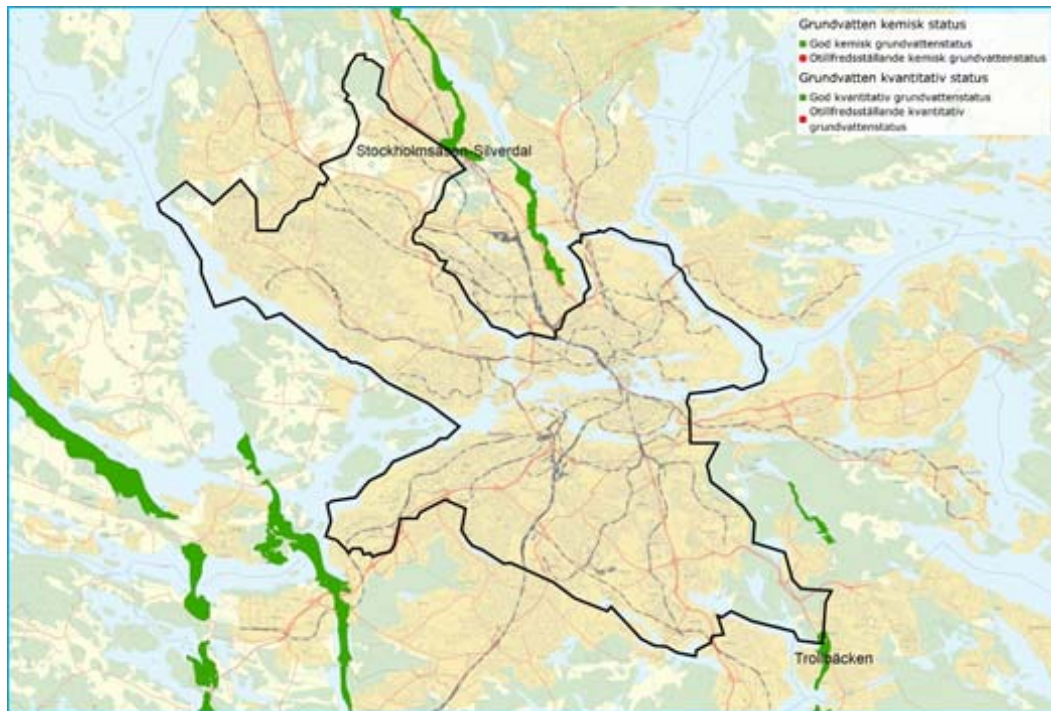 Grundvatten kemisk status
God kemisk grundvattenstatus
Otillfredsställande kemisk grundvattenstatus
Grundvatten kvantitativ status
God kvantitativ grundvattenstatus
Otillfredsställande kvantitativ
grundvattenstatus
Stockholmsåsen-Silverdal
Trollbäcken